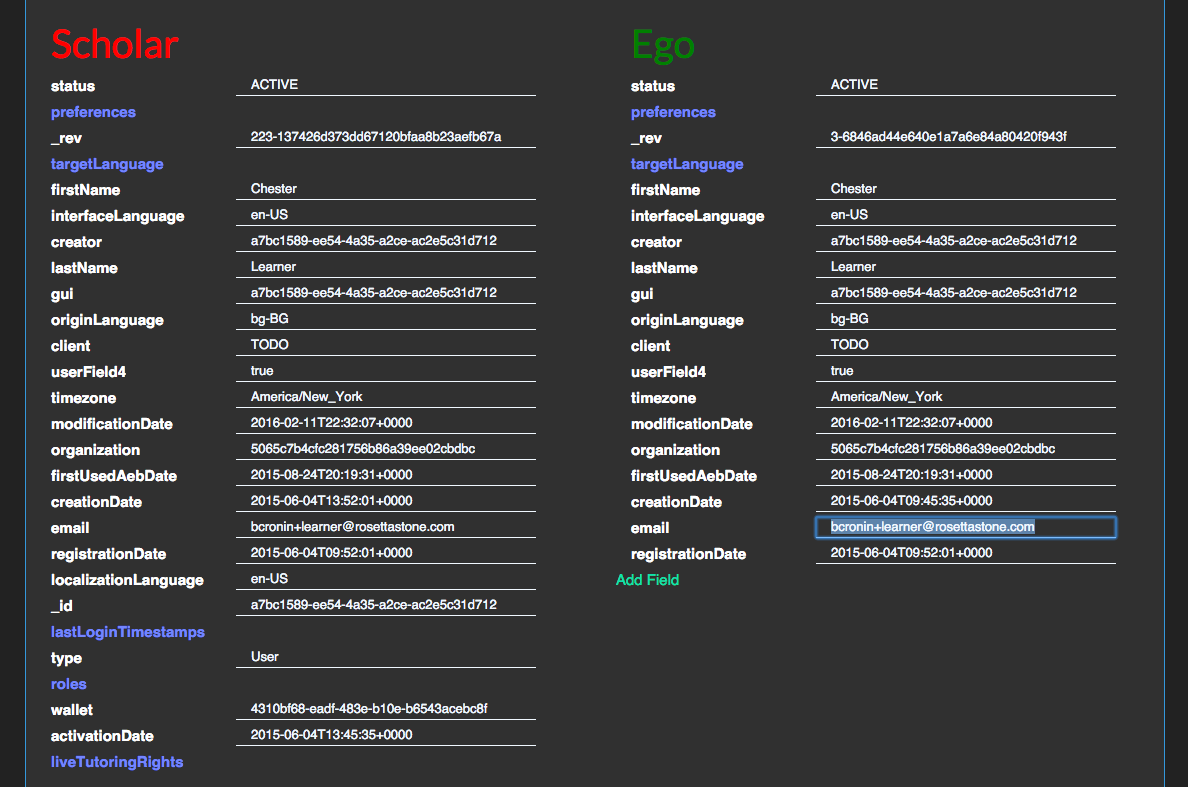 Scholar
status ACTIVE
preferences
_rev 223-137426d373dd67120bfaa8b23aefb67a
targetLanguage
firstName Chester
interfaceLanguage en-US
creator a7bc1589-ee54-4a35-a2ce-ac2e5c31d712
lastName Learner
gui a7bc1589-ee54-4a35-a2ce-ac2e5c31d712
originLanguage bg-BG
client TODO
userField4 true
timezone America/New_York
modificationDate 2016-02-11T22:32:07+0000
organization 5065c7b4cfc281756b86a39ee02cbdbc
firstUsedAebDate 2015-08-24T20:19:31+0000
creationDate 2015-06-04T13:52:01+0000
email bcronin+learner@rosettastone.com
registrationDate 2015-06-04T09:52:01+0000
localizationLanguage en-US
_id a7bc1589-ee54-4a35-a2ce-ac2e5c31d712
lastLoginTimestamps
type User
roles
wallet 4310bf68-eadf-483e-b10e-b6543acebc8f
activationDate 2015-06-04T13:45:35+0000
liveTutoringRights
Ego
status ACTIVE
preferences
_rev 3-6846ad44e640e1a7a6e84a80420f943f
targetLanguage
firstName Chester
interfaceLanguage en-US
creator a7bc1589-ee54-4a35-a2ce-ac2e5c31d712
lastName Learner
gui a7bc1589-ee54-4a35-a2ce-ac2e5c31d712
originLanguage bg-BG
client TODO
userField4 true
timezone America/New_York
modificationDate 2016-02-11T22:32:07+0000
organization 5065c7b4cfc281756b86a39ee02cbdbc
firstUsedAebDate 2015-08-24T20:19:31+0000
creationDate 2015-06-04T09:45:35+0000
email bcronin+learner@rosettastone.com
registrationDate 2015-06-04T09:52:01+0000
Add Field